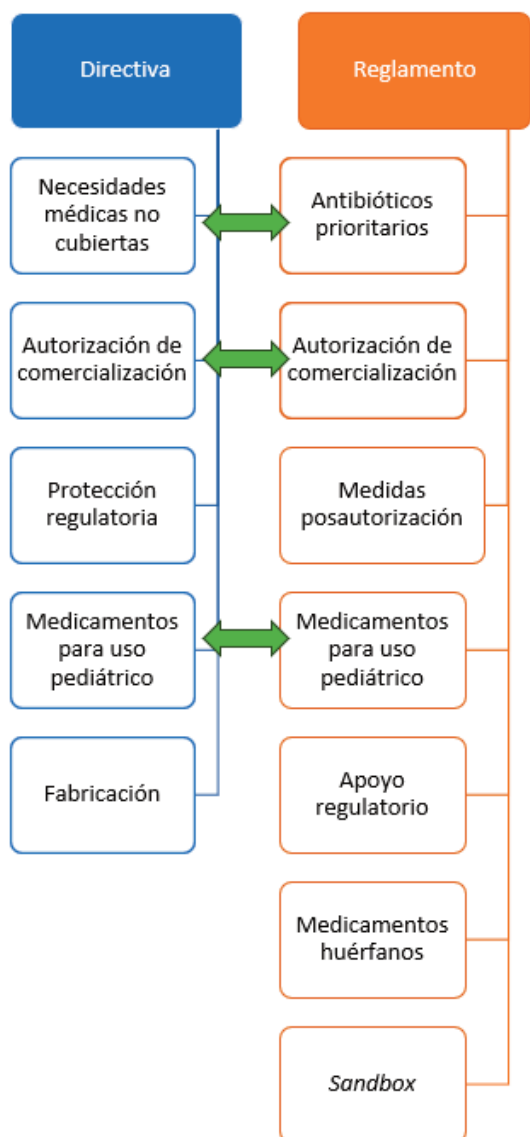 Directiva
Necesidades
médicas no
cubiertas
Autorización de
comercialización
Protección
regulatoria
Medicamentos
para uso
pediátrico
Fabricación
Reglamento
Antibióticos
prioritarios
Autorización de
comercialización
Medidas
posautorización
Medicamentos
para uso
pediátrico
Apoyo
regulatorio
Medicamentos
huérfanos
Sandbox